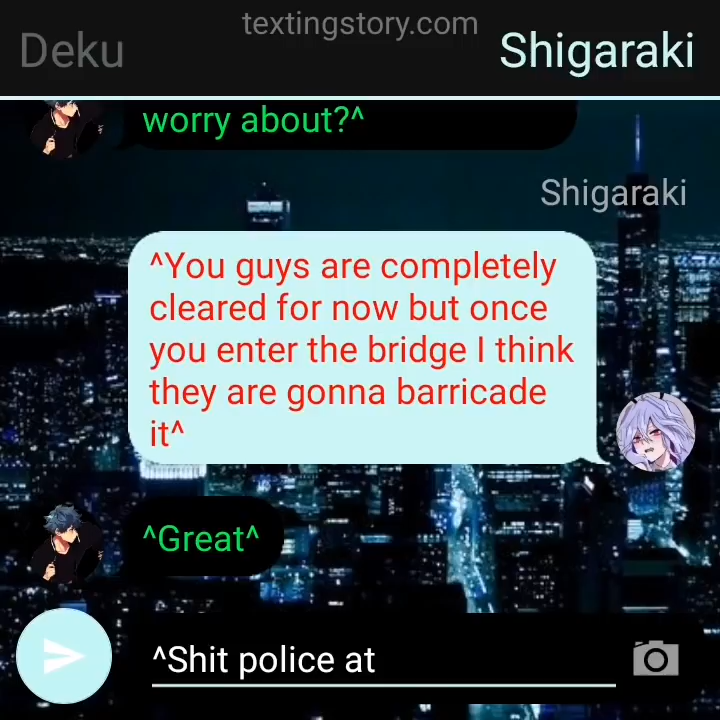 textingstory.com
Deku
Shigaraki
worry about?^
Shigaraki
^You guys are completely
cleared for now but once
you enter the bridge I think
they are gonna barricade
it^
^Great^
^Shit police at